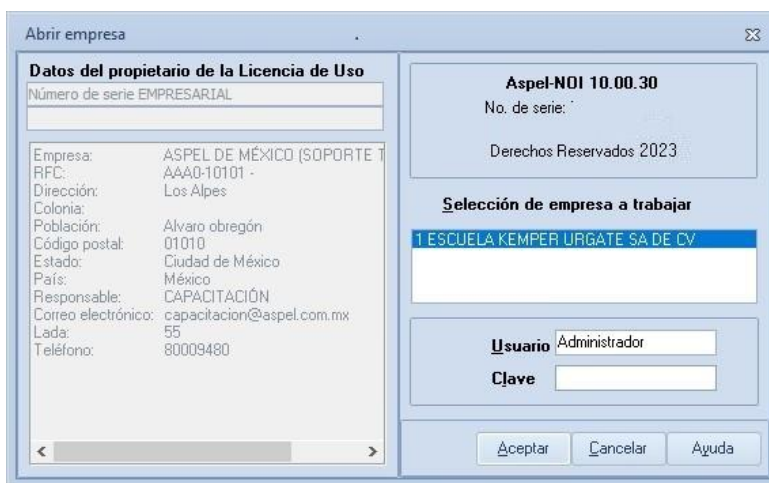 Abrir empresa
Datos del propietario de la Licencia de Uso
Número de serie EMPRESARIAL
Empresa: ASPEL DE MÉXICO (SOPORTE T
RFC: AAA0-10101 -
Dirección: Los Alpes
Colonia:
Población: Alvaro obregón
Código postal: 01010
Estado: Ciudad de México
País: México
Responsable: CAPACITACIÓN
Correo electrónico: capacitacion@aspel.com.mx
Lada: 55
Teléfono: 80009480
Aspel-NOI 10.00.30
No. de serie:
Derechos Reservados 2023
Selección de empresa a trabajar
1 ESCUELA KEMPER URGATE SA DE CV
Usuario Administrador
Clave
Aceptar Cancelar Ayuda